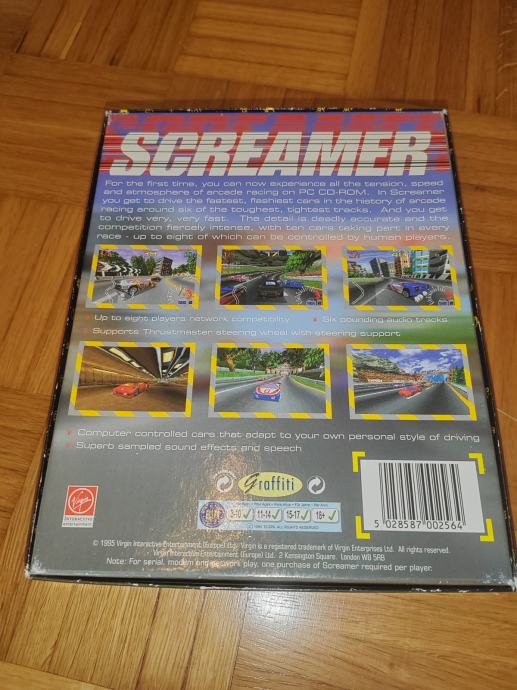 SCREAMER
For the first time, you can now experience all the tension, speed
and atmosphere of arcade racing on PC CD-ROM. In Screamer
you get to drive the fastest, flashiest cars in the history of arcade
racing around six of the toughest, tightest tracks. And you get
to drive very, very fast. The detail is deadly accurate and the
competition fiercely intense, with ten cars taking part in every
race - up to eight of which can be controlled by human players.
Up to eight players network compatibility
Six pounding audio tracks
Supports Thrustmaster steering wheel with steering support
Computer controlled cars that adapt to your own personal style of driving
Superb sampled sound effects and speech
Virgin
INTERACTIVE
entertainment
Graffiti
3-10 11-14 15-17 18+
5 028587 002564
© 1995 Virgin Interactive Entertainment (Europe) Ltd. Virgin is a registered trademark of Virgin Enterprises Ltd. All rights reserved.
Virgin Interactive Entertainment (Europe) Ltd. 2 Kensington Square. London W8 5RB
Note: For serial, modem and network play, one purchase of Screamer required per player.